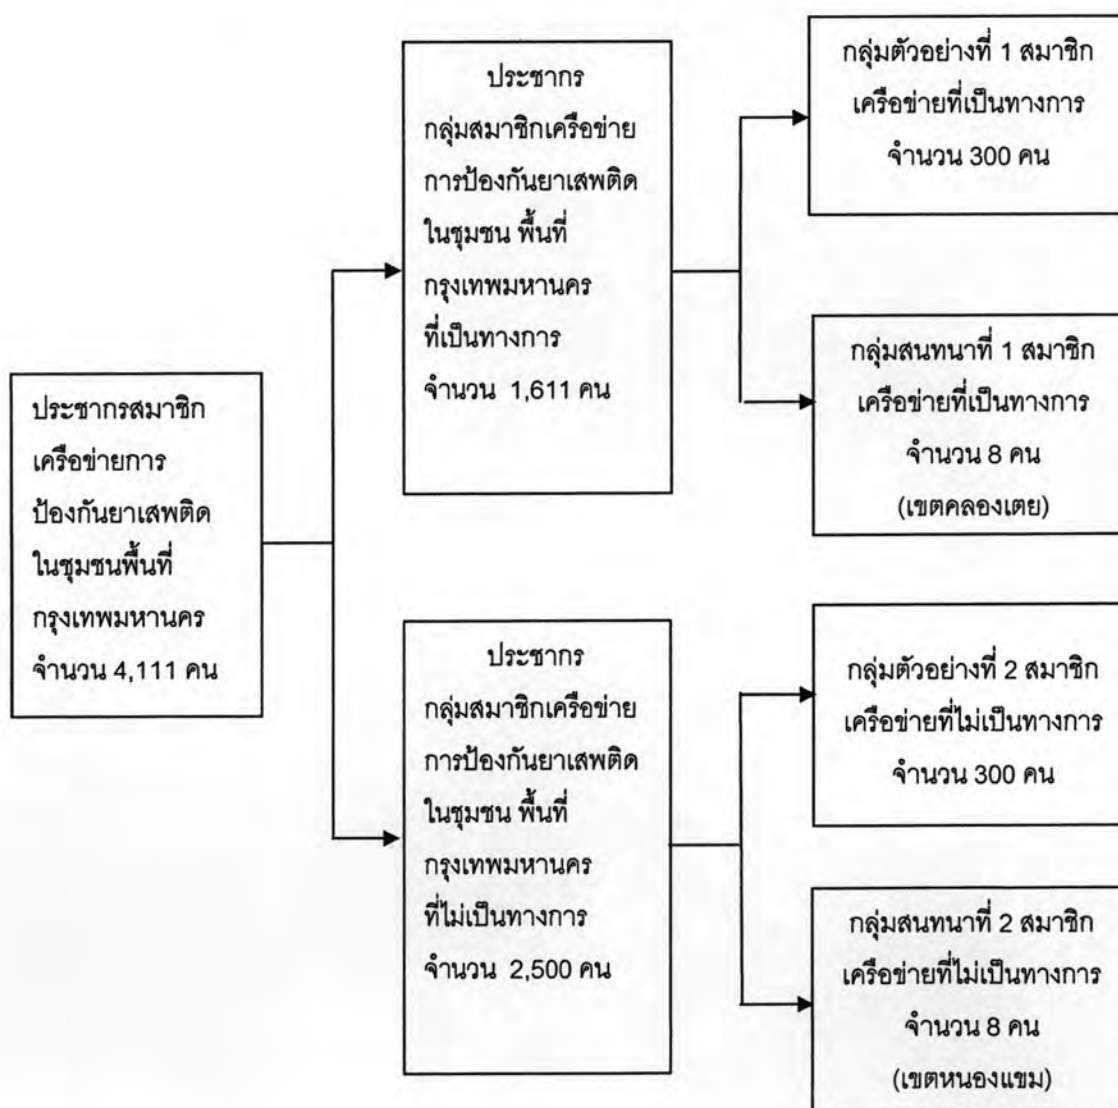 ประชากรสมาชิก
เครือข่ายการ
ป้องกันยาเสพติด
ในชุมชนพื้นที่
กรุงเทพมหานคร
จำนวน 4,111 คน
ประชากร
กลุ่มสมาชิกเครือข่าย
การป้องกันยาเสพติด
ในชุมชน พื้นที่
กรุงเทพมหานคร
ที่เป็นทางการ
จำนวน 1,611 คน
กลุ่มตัวอย่างที่ 1 สมาชิก
เครือข่ายที่เป็นทางการ
จำนวน 300 คน
กลุ่มสนทนาที่ 1 สมาชิก
เครือข่ายที่เป็นทางการ
จำนวน 8 คน
(เขตคลองเตย)
ประชากร
กลุ่มสมาชิกเครือข่าย
การป้องกันยาเสพติด
ในชุมชน พื้นที่
กรุงเทพมหานคร
ที่ไม่เป็นทางการ
จำนวน 2,500 คน
กลุ่มตัวอย่างที่ 2 สมาชิก
เครือข่ายที่ไม่เป็นทางการ
จำนวน 300 คน
กลุ่มสนทนาที่ 2 สมาชิก
เครือข่ายที่ไม่เป็นทางการ
จำนวน 8 คน
(เขตหนองแขม)